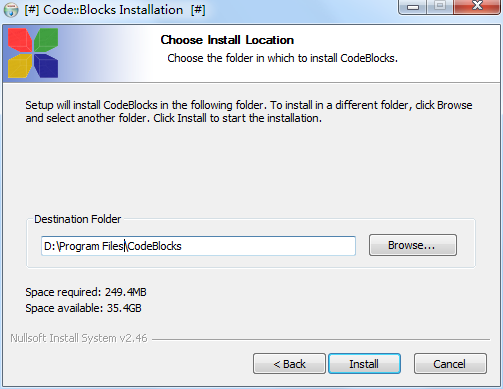 [#] Code::Blocks Installation [#]
Choose Install Location
Choose the folder in which to install CodeBlocks.
Setup will install CodeBlocks in the following folder. To install in a different folder, click Browse
and select another folder. Click Install to start the installation.
Destination Folder
D:\Program Files\CodeBlocks
Browse...
Space required: 249.4MB
Space available: 35.4GB
Nullsoft Install System v2.46
< Back
Install
Cancel